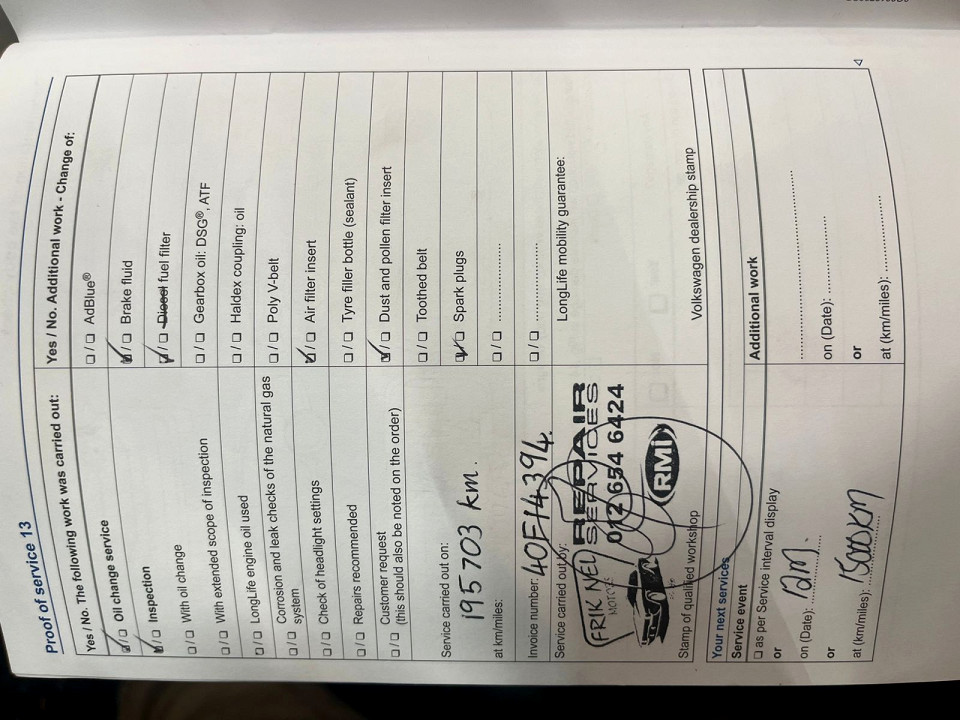 Proof of service 13
Yes / No. The following work was carried out:
☑/☐ Oil change service
☑/☐ Inspection
☐/☐ With oil change
☐/☐ With extended scope of inspection
☐/☐ LongLife engine oil used
☐/☐ Corrosion and leak checks of the natural gas
system
☐/☐ Check of headlight settings
☐/☐ Repairs recommended
☐/☐ Customer request
(this should also be noted on the order)
Yes / No. Additional work - Change of:
☐/☐ AdBlue®
☑/☐ Brake fluid
☑/☐ Diesel fuel filter
☐/☐ Gearbox oil: DSG®, ATF
☐/☐ Haldex coupling: oil
☐/☐ Poly V-belt
☑/☐ Air filter insert
☐/☐ Tyre filler bottle (sealant)
☑/☐ Dust and pollen filter insert
☐/☐ Toothed belt
☑/☐ Spark plugs
☐/☐ ....................
☐/☐ ....................
Service carried out on:
195 703 km.
at km/miles:
Invoice number: 40F14394.
Service carried out by:
FRIK NEL REPAIR
MOTORS SERVICES
012 654 6424
RMI
Stamp of qualified workshop
LongLife mobility guarantee:
Volkswagen dealership stamp
Your next services
Service event
☐ as per Service interval display
or
on (Date): 12m.
or
at (km/miles): 15000km
Additional work
........................................
on (Date): ....................
or
at (km/miles): ....................